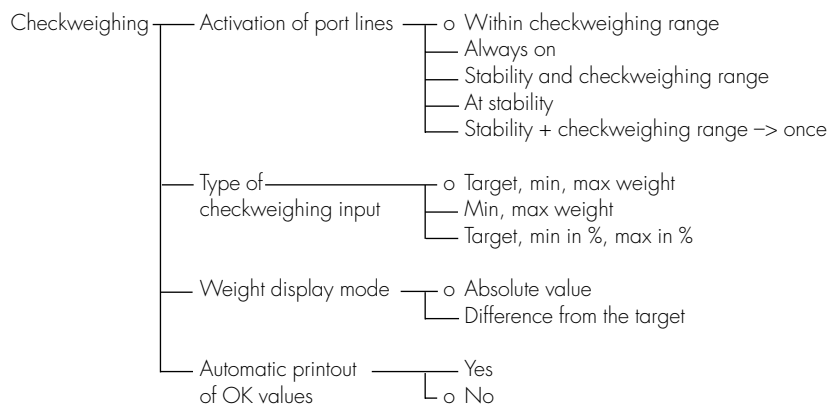 Checkweighing Activation of port lines o Within checkweighing range
Always on
Stability and checkweighing range
At stability
Stability + checkweighing range –> once
Type of o Target, min, max weight
checkweighing input Min, max weight
Target, min in %, max in %
Weight display mode o Absolute value
Difference from the target
Automatic printout Yes
of OK values o No